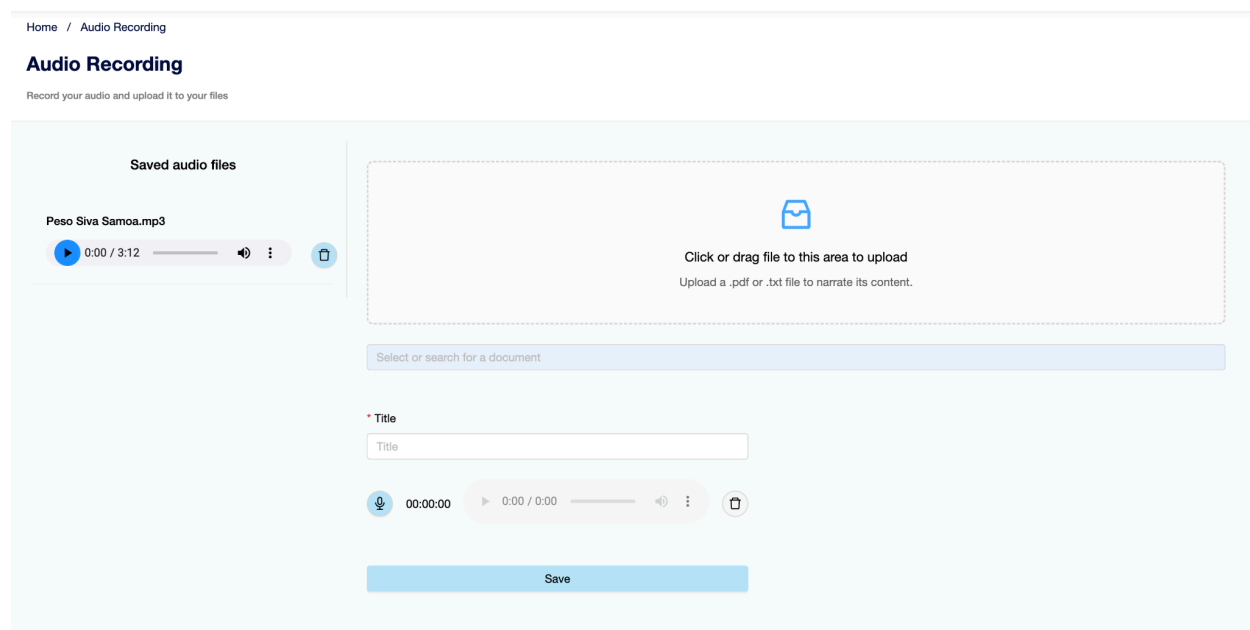 Home / Audio Recording
Audio Recording
Record your audio and upload it to your files
Saved audio files
Peso Siva Samoa.mp3
0:00 / 3:12
Click or drag file to this area to upload
Upload a .pdf or .txt file to narrate its content.
Select or search for a document
* Title
Title
00:00:00 0:00 / 0:00
Save